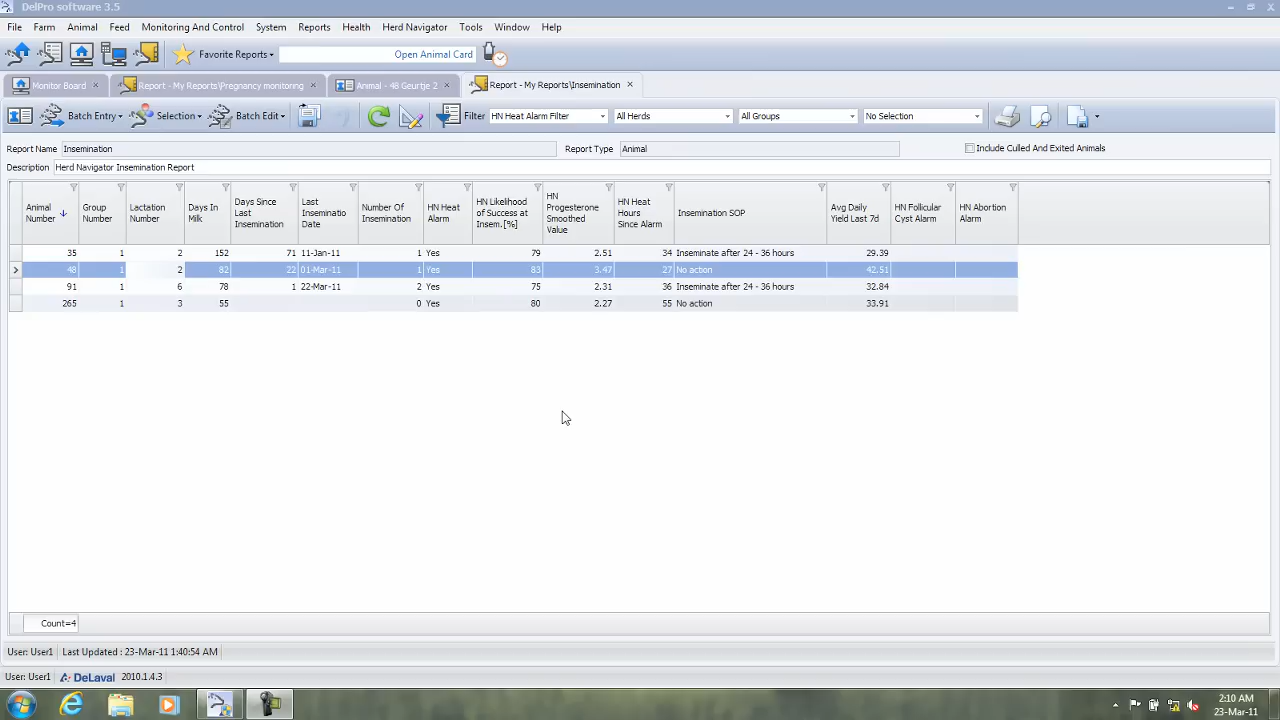 DelPro software 3.5
File Farm Animal Feed Monitoring And Control System Reports Health Herd Navigator Tools Window Help
Favorite Reports Open Animal Card
Monitor Board Report - My Reports\Pregnancy monitoring Animal - 48 Geurtje 2 Report - My Reports\Insemination
Batch Entry Selection Batch Edit Filter HN Heat Alarm Filter All Herds All Groups No Selection
Report Name Insemination Report Type Animal Include Culled And Exited Animals
Description Herd Navigator Insemination Report
Animal Number Group Number Lactation Number Days In Milk Days Since Last Insemination Last Inseminatio Date Number Of Insemination HN Heat Alarm HN Likelihood of Success at Insem.[%] HN Progesterone Smoothed Value HN Heat Hours Since Alarm Insemination SOP Avg Daily Yield Last 7d HN Follicular Cyst Alarm HN Abortion Alarm
35 1 2 152 71 11-Jan-11 1 Yes 79 2.51 34 Inseminate after 24 - 36 hours 29.39
48 1 2 82 22 01-Mar-11 1 Yes 83 3.47 27 No action 42.51
91 1 6 78 1 22-Mar-11 2 Yes 75 2.31 36 Inseminate after 24 - 36 hours 32.84
265 1 3 55 0 Yes 80 2.27 55 No action 33.91
Count=4
User: User1 Last Updated : 23-Mar-11 1:40:54 AM
User: User1 DeLaval 2010.1.4.3
2:10 AM
23-Mar-11